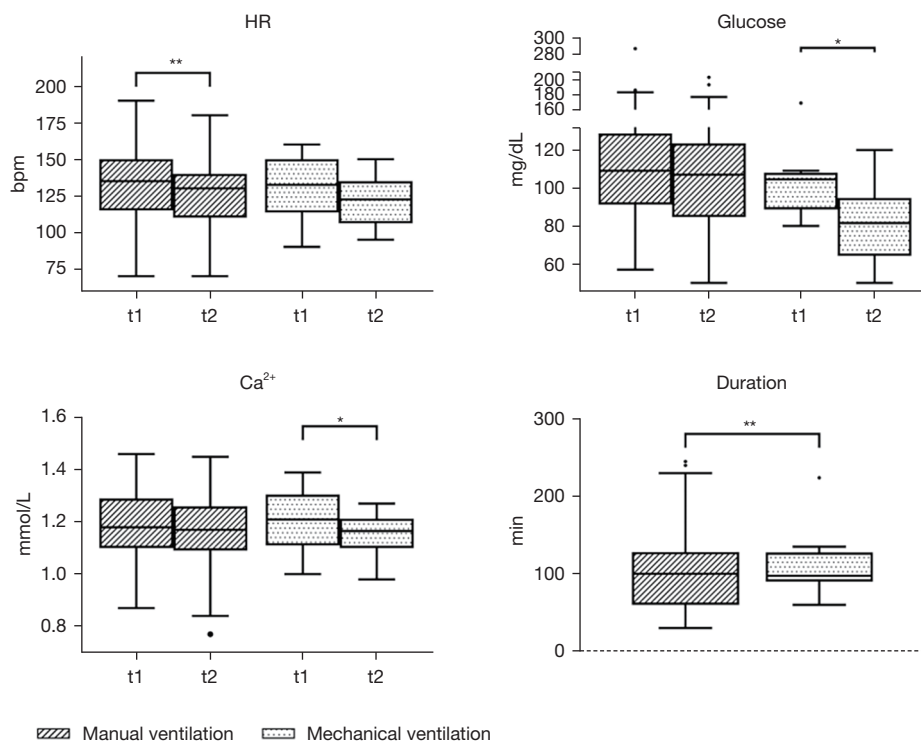 HR
**
200
175
150
125
100
75
bpm
t1 t2 t1 t2
Glucose
*
300
280
200
180
160
120
100
80
60
mg/dL
t1 t2 t1 t2
Ca²⁺
*
1.6
1.4
1.2
1.0
0.8
mmol/L
t1 t2 t1 t2
Duration
**
300
200
100
0
min
Manual ventilation Mechanical ventilation